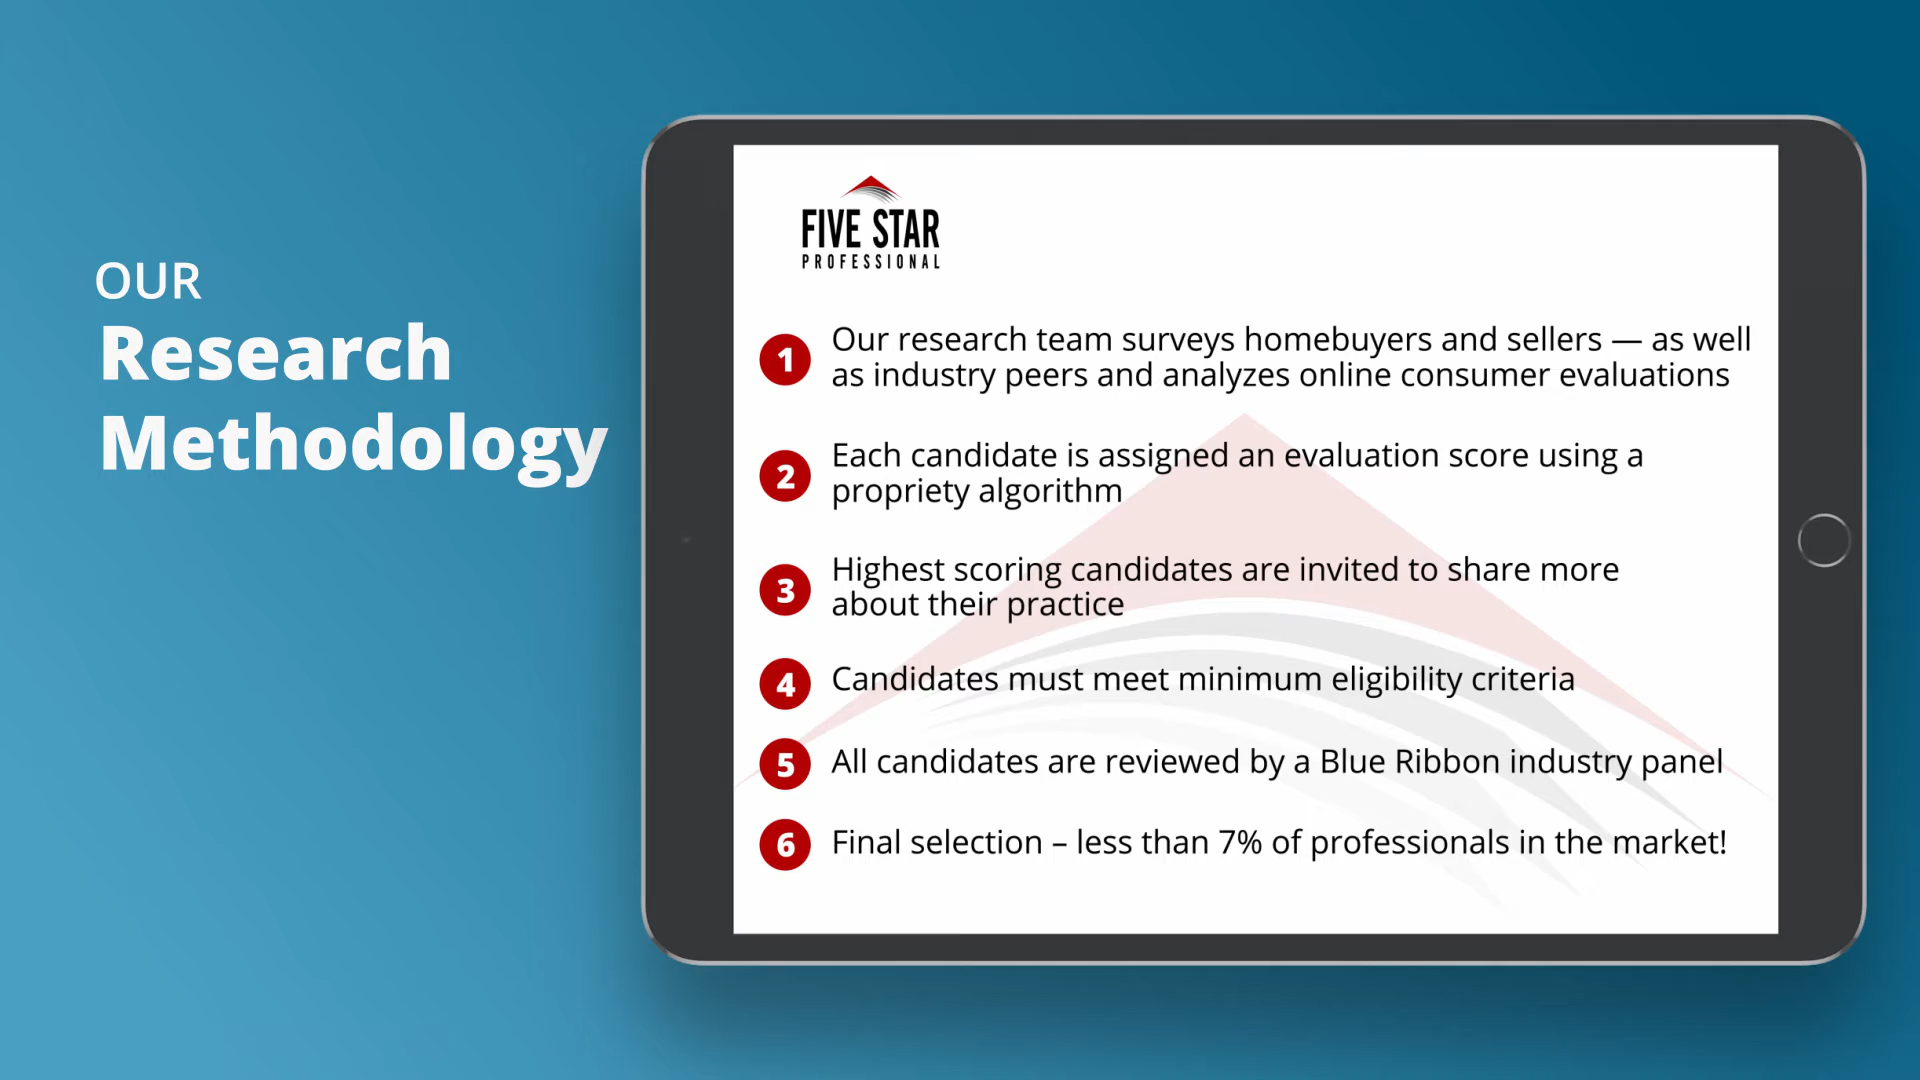 OUR
Research
Methodology
FIVE STAR
PROFESSIONAL
1 Our research team surveys homebuyers and sellers — as well
as industry peers and analyzes online consumer evaluations
2 Each candidate is assigned an evaluation score using a
propriety algorithm
3 Highest scoring candidates are invited to share more
about their practice
4 Candidates must meet minimum eligibility criteria
5 All candidates are reviewed by a Blue Ribbon industry panel
6 Final selection – less than 7% of professionals in the market!